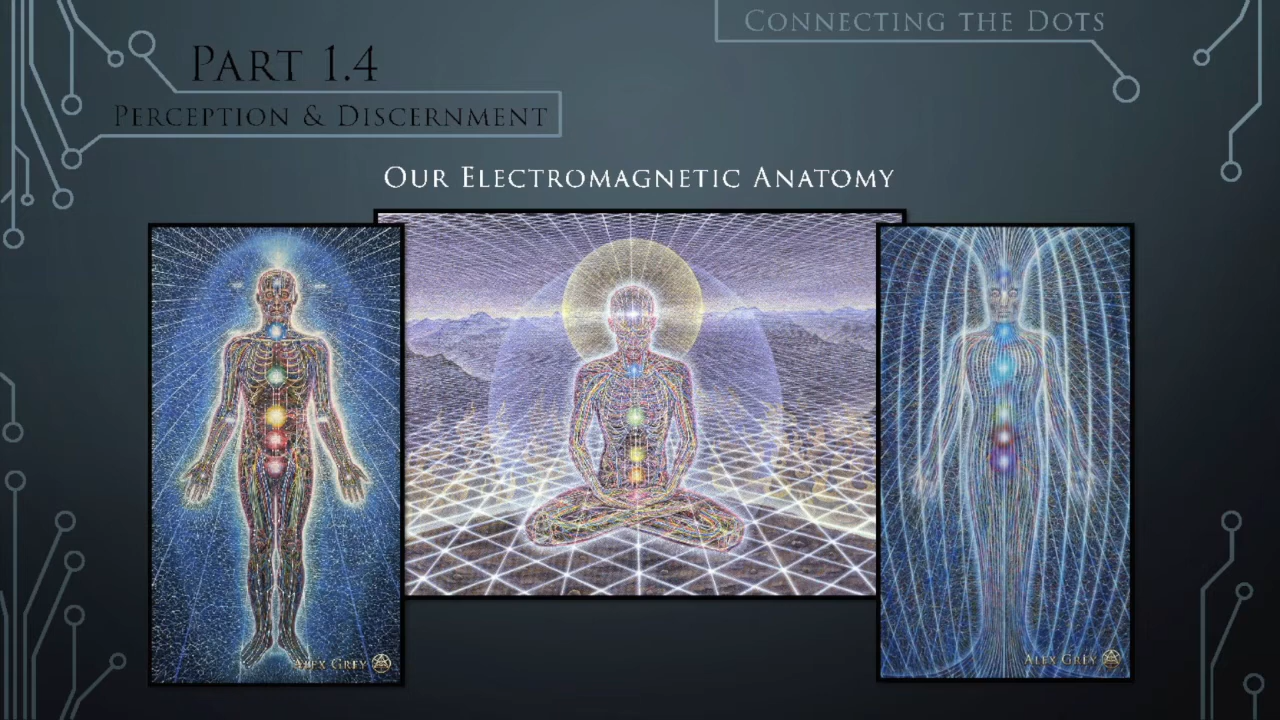 Connecting the Dots
Part 1.4
Perception & Discernment
Our Electromagnetic Anatomy
Alex Grey
Alex Grey